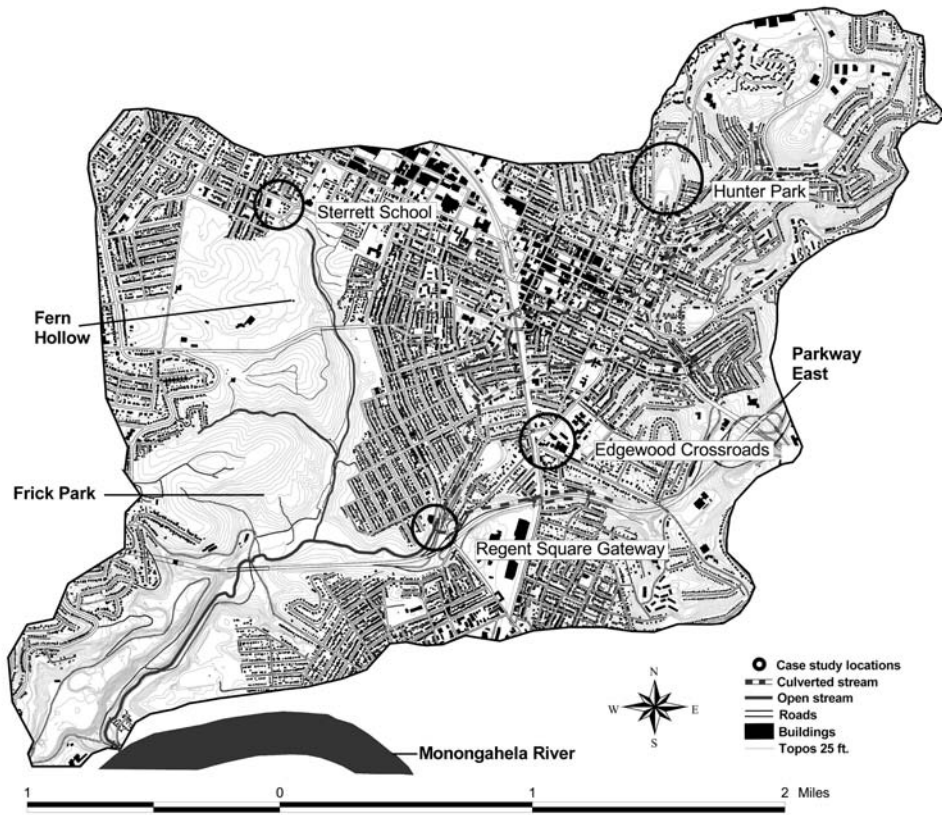 Hunter Park
Sterrett School
Fern
Hollow
Parkway
East
Edgewood Crossroads
Frick Park
Regent Square Gateway
Case study locations
Culverted stream
Open stream
Roads
Buildings
Topos 25 ft.
N
W E
S
Monongahela River
1 0 1 2 Miles